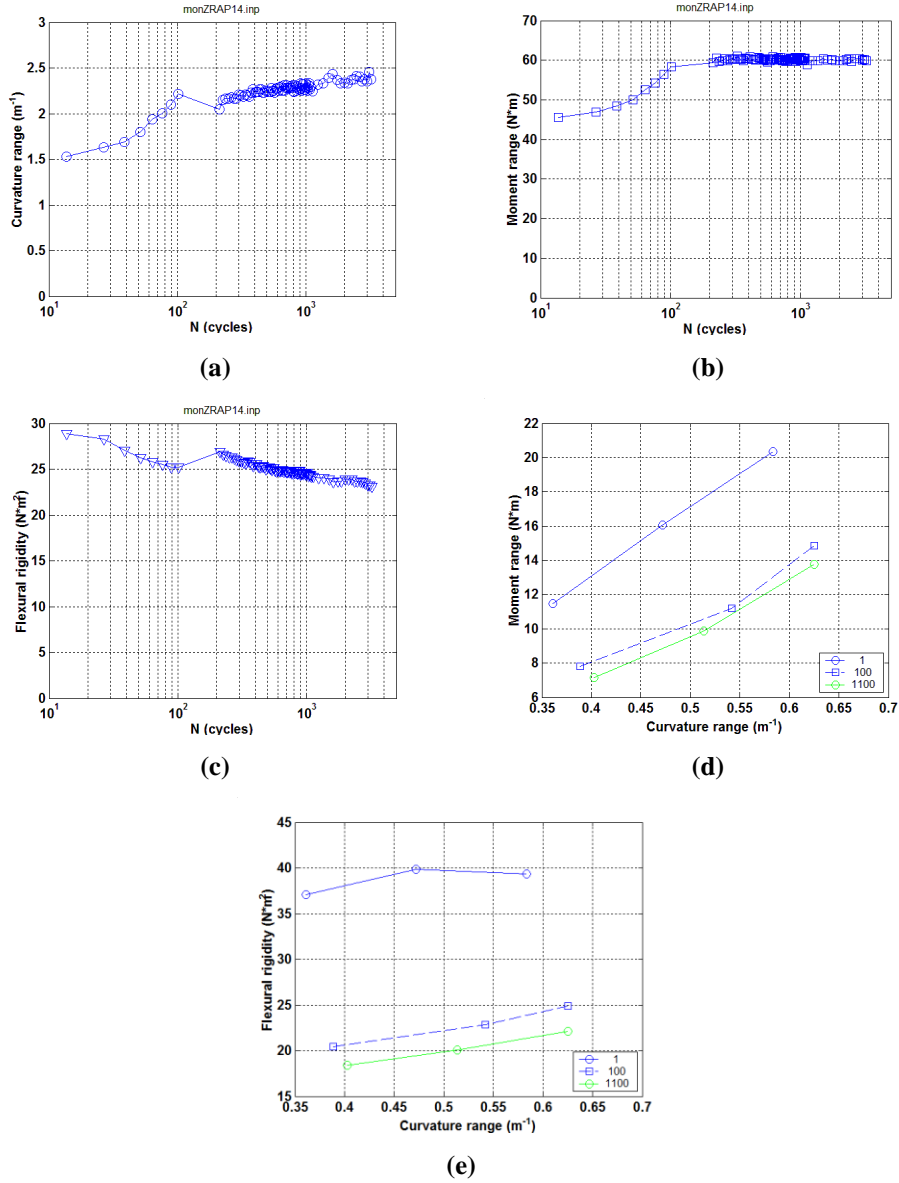 monZRAP14.inp
3
2.5
2
1.5
1
0.5
0
Curvature range (m⁻¹)
10¹ 10² 10³
N (cycles)
(a)
monZRAP14.inp
70
60
50
40
30
20
10
0
Moment range (N*m)
10¹ 10² 10³
N (cycles)
(b)
monZRAP14.inp
30
25
20
15
10
5
0
Flexural rigidity (N*m²)
10¹ 10² 10³
N (cycles)
(c)
22
20
18
16
14
12
10
8
6
Moment range (N*m)
0.35 0.4 0.45 0.5 0.55 0.6 0.65 0.7
Curvature range (m⁻¹)
1
100
1100
(d)
45
40
35
30
25
20
15
Flexural rigidity (N*m²)
0.35 0.4 0.45 0.5 0.55 0.6 0.65 0.7
Curvature range (m⁻¹)
1
100
1100
(e)